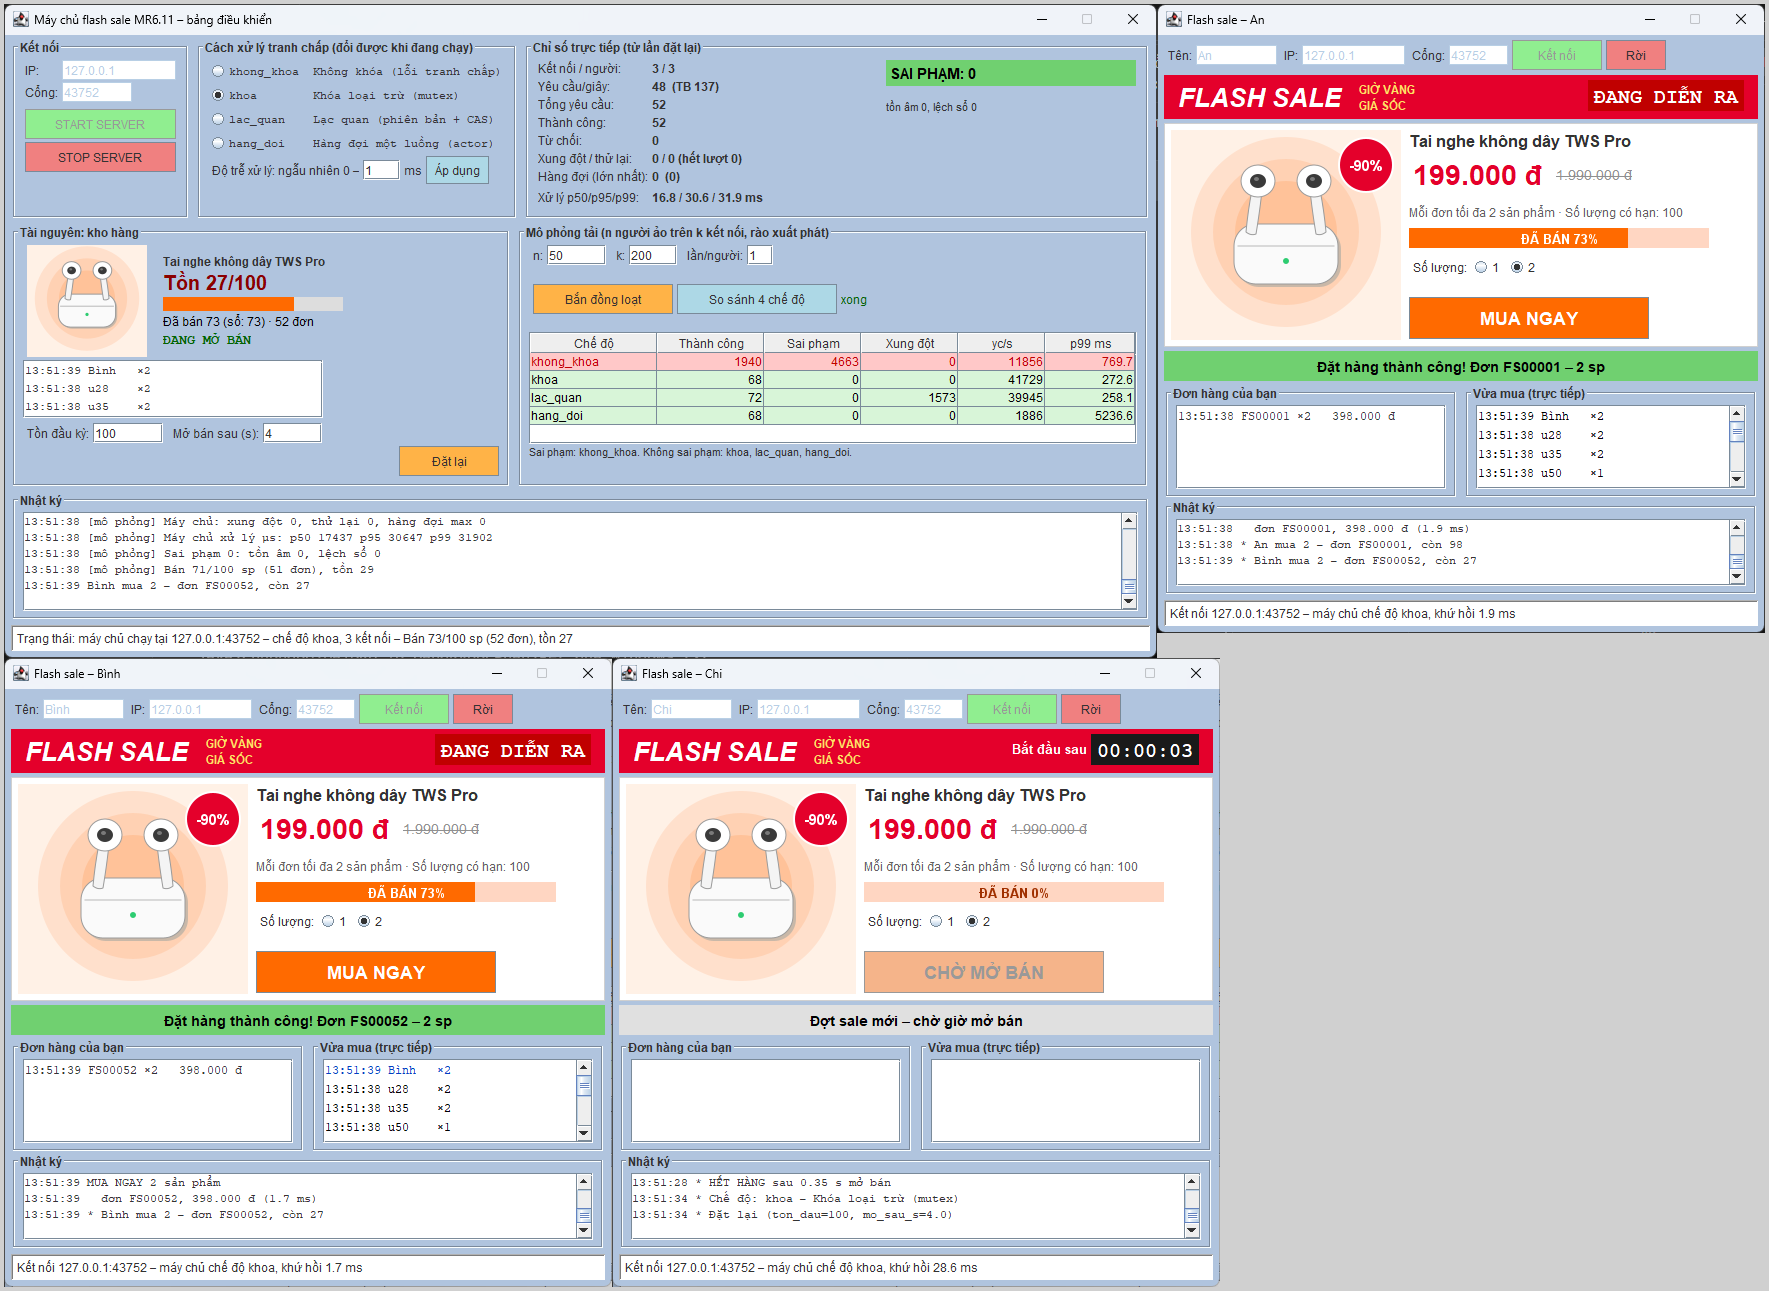 Máy chủ flash sale MR6.11 – bảng điều khiển
Kết nối
IP: 127.0.0.1
Cổng: 43752
START SERVER
STOP SERVER
Cách xử lý tranh chấp (đổi được khi đang chạy)
khong_khoa Không khóa (lỗi tranh chấp)
khoa Khóa loại trừ (mutex)
lac_quan Lạc quan (phiên bản + CAS)
hang_doi Hàng đợi một luồng (actor)
Độ trễ xử lý: ngẫu nhiên 0 – 1 ms Áp dụng
Chỉ số trực tiếp (từ lần đặt lại)
Kết nối / người: 3 / 3
Yêu cầu/giây: 48 (TB 137)
Tổng yêu cầu: 52
Thành công: 52
Từ chối: 0
Xung đột / thử lại: 0 / 0 (hết lượt 0)
Hàng đợi (lớn nhất): 0 (0)
Xử lý p50/p95/p99: 16.8 / 30.6 / 31.9 ms
SAI PHẠM: 0
tồn âm 0, lệch sổ 0
Tài nguyên: kho hàng
Tai nghe không dây TWS Pro
Tồn 27/100
Đã bán 73 (sổ: 73) · 52 đơn
ĐANG MỞ BÁN
13:51:39 Bình ×2
13:51:38 u28 ×2
13:51:38 u35 ×2
Tồn đầu kỳ: 100 Mở bán sau (s): 4
Đặt lại
Mô phỏng tải (n người ảo trên k kết nối, rào xuất phát)
n: 50 k: 200 lần/người: 1
Bắn đồng loạt So sánh 4 chế độ xong
Chế độ Thành công Sai phạm Xung đột yc/s p99 ms
khong_khoa 1940 4663 0 11856 769.7
khoa 68 0 0 41729 272.6
lac_quan 72 0 1573 39945 258.1
hang_doi 68 0 0 1886 5236.6
Sai phạm: khong_khoa. Không sai phạm: khoa, lac_quan, hang_doi.
Nhật ký
13:51:38 [mô phỏng] Máy chủ: xung đột 0, thử lại 0, hàng đợi max 0
13:51:38 [mô phỏng] Máy chủ xử lý µs: p50 17437 p95 30647 p99 31902
13:51:38 [mô phỏng] Sai phạm 0: tồn âm 0, lệch sổ 0
13:51:38 [mô phỏng] Bán 71/100 sp (51 đơn), tồn 29
13:51:39 Bình mua 2 – đơn FS00052, còn 27
Trạng thái: máy chủ chạy tại 127.0.0.1:43752 – chế độ khoa, 3 kết nối – Bán 73/100 sp (52 đơn), tồn 27
Flash sale – An
Tên: An IP: 127.0.0.1 Cổng: 43752 Kết nối Rời
FLASH SALE
GIỜ VÀNG
GIÁ SỐC
ĐANG DIỄN RA
-90%
Tai nghe không dây TWS Pro
199.000 đ 1.990.000 đ
Mỗi đơn tối đa 2 sản phẩm · Số lượng có hạn: 100
ĐÃ BÁN 73%
Số lượng: 1 2
MUA NGAY
Đặt hàng thành công! Đơn FS00001 – 2 sp
Đơn hàng của bạn
13:51:38 FS00001 ×2 398.000 đ
Vừa mua (trực tiếp)
13:51:39 Bình ×2
13:51:38 u28 ×2
13:51:38 u35 ×2
13:51:38 u50 ×1
Nhật ký
13:51:38 đơn FS00001, 398.000 đ (1.9 ms)
13:51:38 * An mua 2 – đơn FS00001, còn 98
13:51:39 * Bình mua 2 – đơn FS00052, còn 27
Kết nối 127.0.0.1:43752 – máy chủ chế độ khoa, khứ hồi 1.9 ms
Flash sale – Bình
Tên: Bình IP: 127.0.0.1 Cổng: 43752 Kết nối Rời
FLASH SALE
GIỜ VÀNG
GIÁ SỐC
ĐANG DIỄN RA
-90%
Tai nghe không dây TWS Pro
199.000 đ 1.990.000 đ
Mỗi đơn tối đa 2 sản phẩm · Số lượng có hạn: 100
ĐÃ BÁN 73%
Số lượng: 1 2
MUA NGAY
Đặt hàng thành công! Đơn FS00052 – 2 sp
Đơn hàng của bạn
13:51:39 FS00052 ×2 398.000 đ
Vừa mua (trực tiếp)
13:51:39 Bình ×2
13:51:38 u28 ×2
13:51:38 u35 ×2
13:51:38 u50 ×1
Nhật ký
13:51:39 MUA NGAY 2 sản phẩm
13:51:39 đơn FS00052, 398.000 đ (1.7 ms)
13:51:39 * Bình mua 2 – đơn FS00052, còn 27
Kết nối 127.0.0.1:43752 – máy chủ chế độ khoa, khứ hồi 1.7 ms
Flash sale – Chi
Tên: Chi IP: 127.0.0.1 Cổng: 43752 Kết nối Rời
FLASH SALE
GIỜ VÀNG
GIÁ SỐC
Bắt đầu sau 00:00:03
-90%
Tai nghe không dây TWS Pro
199.000 đ 1.990.000 đ
Mỗi đơn tối đa 2 sản phẩm · Số lượng có hạn: 100
ĐÃ BÁN 0%
Số lượng: 1 2
CHỜ MỞ BÁN
Đợt sale mới – chờ giờ mở bán
Đơn hàng của bạn
Vừa mua (trực tiếp)
Nhật ký
13:51:28 * HẾT HÀNG sau 0.35 s mở bán
13:51:34 * Chế độ: khoa – Khóa loại trừ (mutex)
13:51:34 * Đặt lại (ton_dau=100, mo_sau_s=4.0)
Kết nối 127.0.0.1:43752 – máy chủ chế độ khoa, khứ hồi 28.6 ms